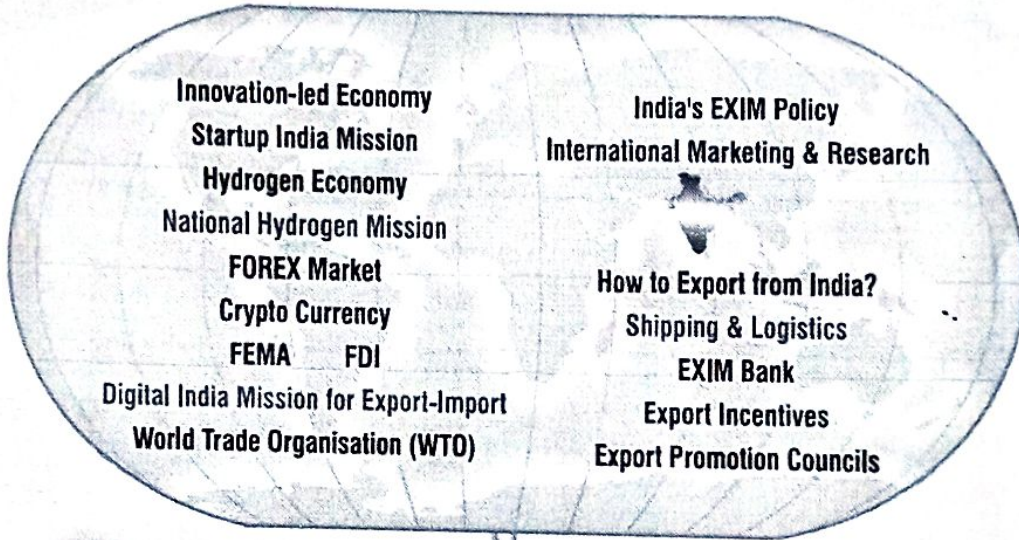 Innovation-led Economy
Startup India Mission
Hydrogen Economy
National Hydrogen Mission
FOREX Market
Crypto Currency
FEMA FDI
Digital India Mission for Export-Import
World Trade Organisation (WTO)
India's EXIM Policy
International Marketing & Research
How to Export from India?
Shipping & Logistics
EXIM Bank
Export Incentives
Export Promotion Councils